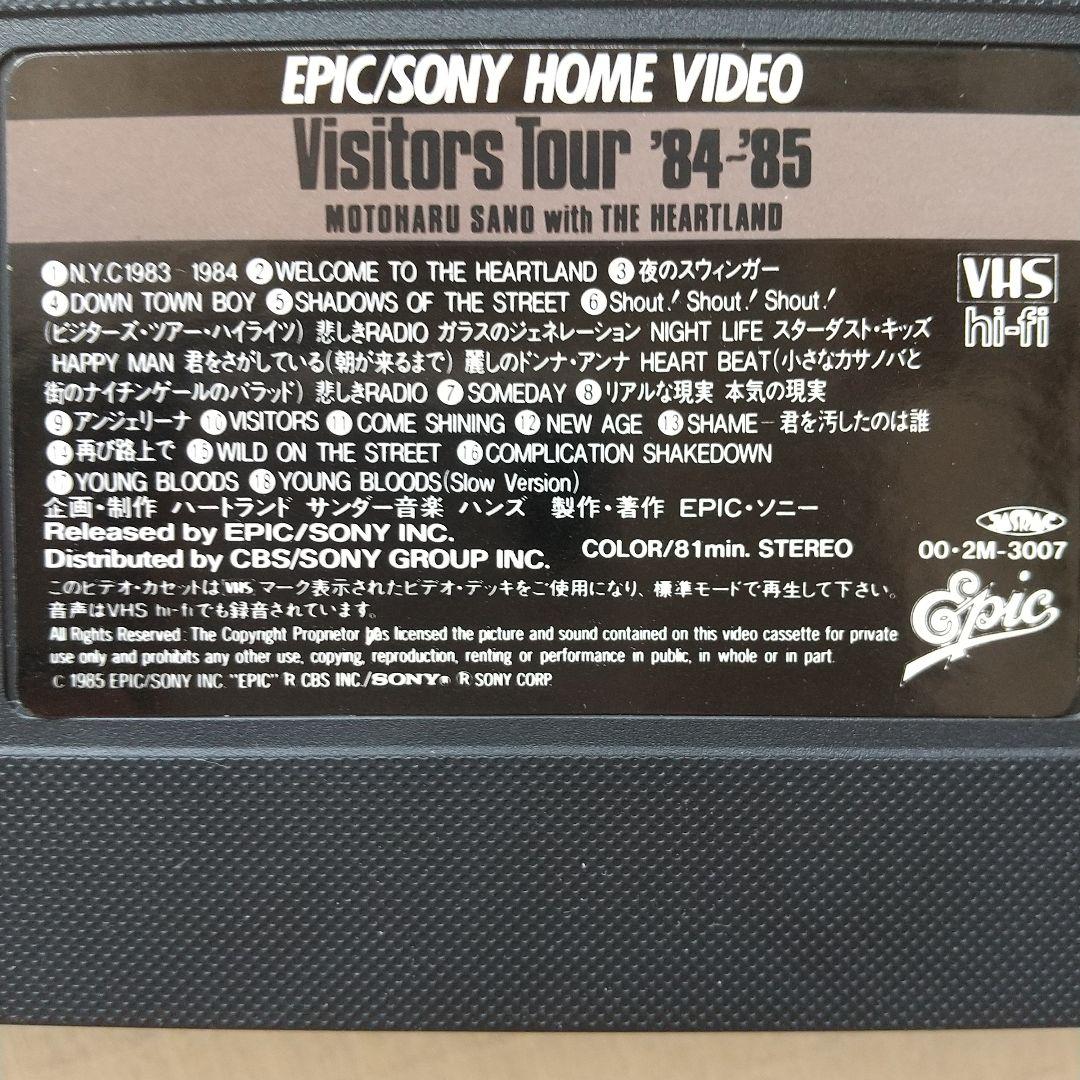 EPIC/SONY HOME VIDEO
Visitors Tour '84~'85
MOTOHARU SANO with THE HEARTLAND
①N.Y.C1983 - 1984 ②WELCOME TO THE HEARTLAND ③夜のスウィンガー
④DOWN TOWN BOY ⑤SHADOWS OF THE STREET ⑥Shout! Shout! Shout!
(ビジターズ・ツアー・ハイライツ) 悲しきRADIO ガラスのジェネレーション NIGHT LIFE スターダスト・キッズ
HAPPY MAN 君をさがしている(朝が来るまで) 麗しのドンナ・アンナ HEART BEAT(小さなカサノバと
街のナイチンゲールのバラッド) 悲しきRADIO ⑦SOMEDAY ⑧リアルな現実 本気の現実
⑨アンジェリーナ ⑩VISITORS ⑪COME SHINING ⑫NEW AGE ⑬SHAME－君を汚したのは誰
⑭再び路上で ⑮WILD ON THE STREET ⑯COMPLICATION SHAKEDOWN
⑰YOUNG BLOODS ⑱YOUNG BLOODS(Slow Version)
企画・制作 ハートランド サンダー音楽 ハンズ 製作・著作 EPIC・ソニー
Released by EPIC/SONY INC.
Distributed by CBS/SONY GROUP INC.
COLOR/81min. STEREO
VHS
hi-fi
JASRAC
00・2M-3007
Epic
このビデオ・カセットは"VHS"マーク表示されたビデオ・デッキをご使用になり、標準モードで再生して下さい。
音声はVHS hi-fiでも録音されています。
All Rights Reserved: The Copyright Proprietor has licensed the picture and sound contained on this video cassette for private
use only and prohibits any other use, copying, reproduction, renting or performance in public, in whole or in part.
© 1985 EPIC/SONY INC. "EPIC" ® CBS INC./SONY® ® SONY CORP.